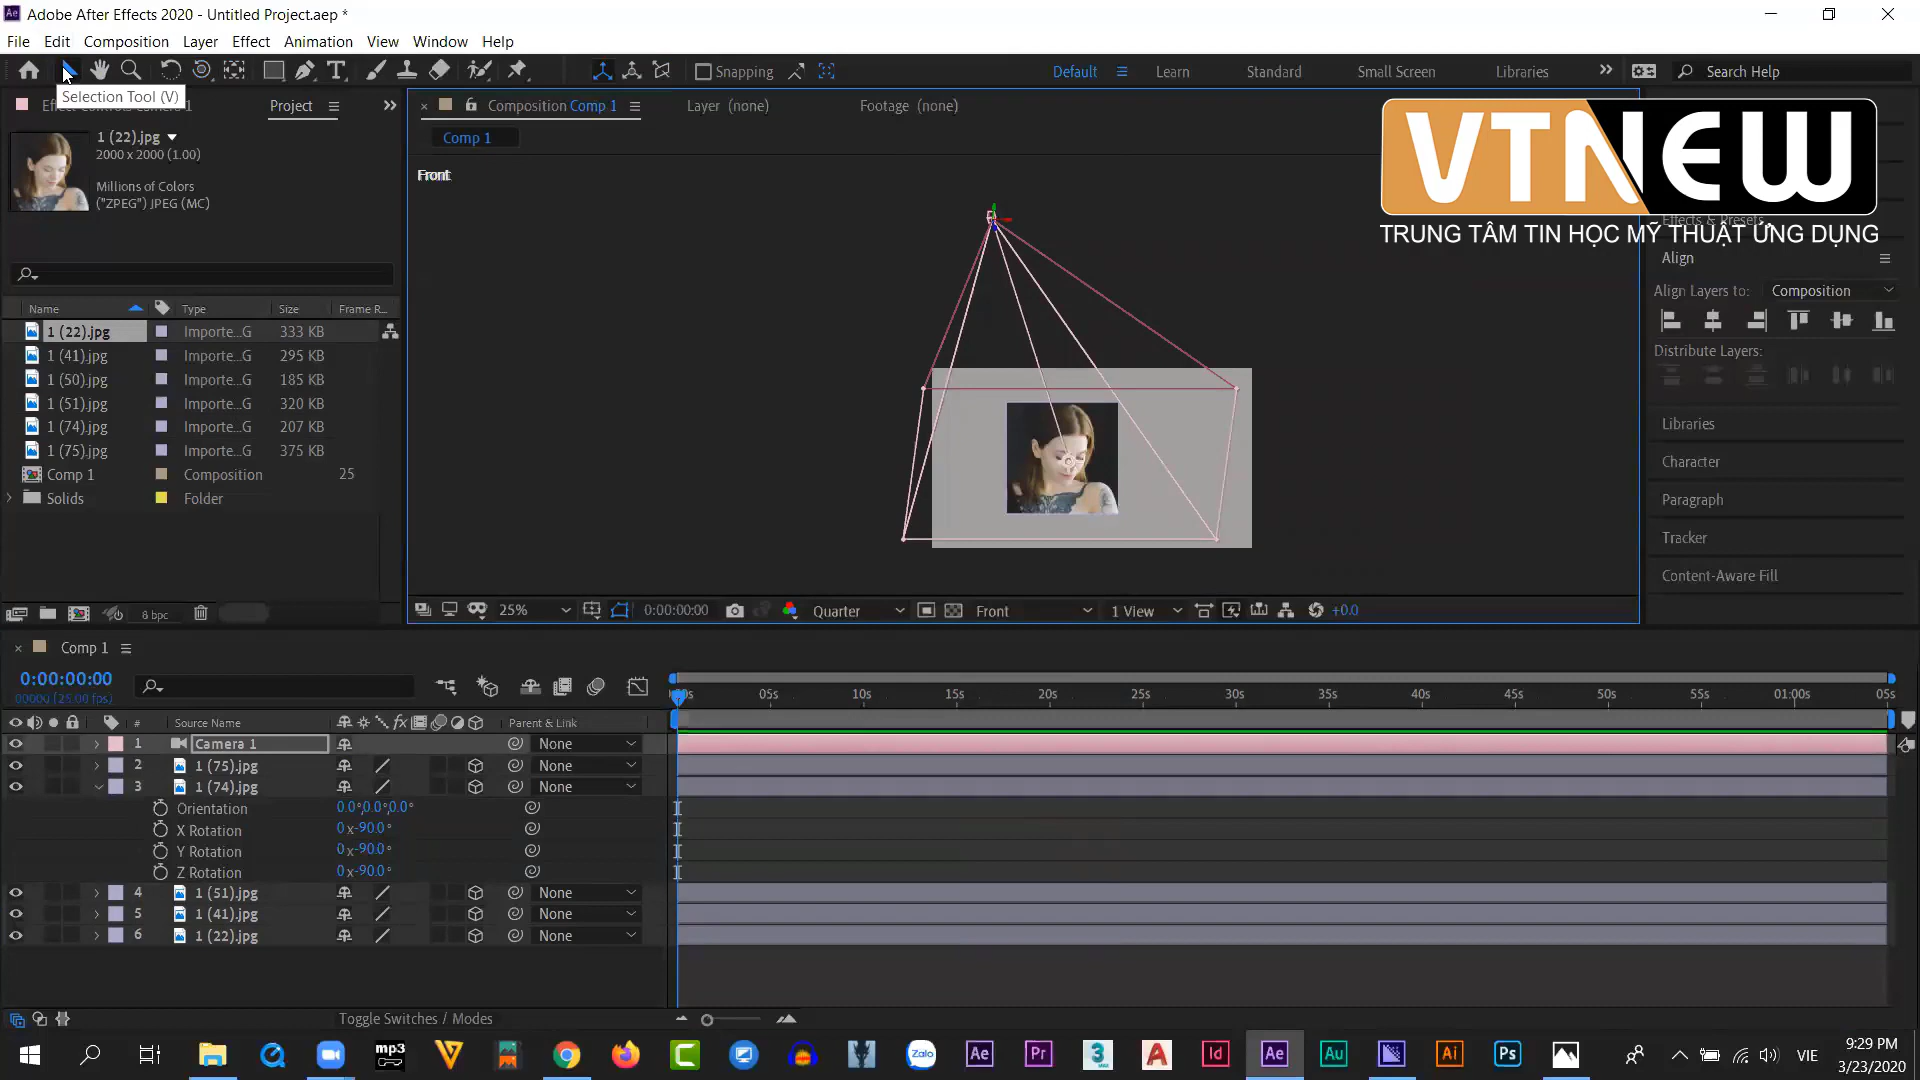 Adobe After Effects 2020 - Untitled Project.aep *
File Edit Composition Layer Effect Animation View Window Help
Snapping
Default Learn Standard Small Screen Libraries Search Help
Selection Tool (V)
Project
Composition Comp 1
Layer (none)
Footage (none)
1 (22).jpg
2000 x 2000 (1.00)
Millions of Colors
("ZPEG") JPEG (MC)
Comp 1
Front
VTNEW
TRUNG TÂM TIN HỌC MỸ THUẬT ỨNG DỤNG
Effects & Presets
Align
Align Layers to: Composition
Distribute Layers:
Libraries
Character
Paragraph
Tracker
Content-Aware Fill
Name Type Size Frame R...
1 (22).jpg Importe...G 333 KB
1 (41).jpg Importe...G 295 KB
1 (50).jpg Importe...G 185 KB
1 (51).jpg Importe...G 320 KB
1 (74).jpg Importe...G 207 KB
1 (75).jpg Importe...G 375 KB
Comp 1 Composition 25
Solids Folder
25% 0:00:00:00 Quarter Front 1 View +0.0
Comp 1
0:00:00:00
00000 (25.00 fps)
05s 10s 15s 20s 25s 30s 35s 40s 45s 50s 55s 01:00s 05s
# Source Name Parent & Link
1 Camera 1 None
2 1 (75).jpg None
3 1 (74).jpg None
Orientation 0.0°,0.0°,0.0°
X Rotation 0x-90.0°
Y Rotation 0x-90.0°
Z Rotation 0x-90.0°
4 1 (51).jpg None
5 1 (41).jpg None
6 1 (22).jpg None
Toggle Switches / Modes
mp3
Zalo
Ae Pr 3 A Id Ae Au Ai Ps
VIE
9:29 PM
3/23/2020